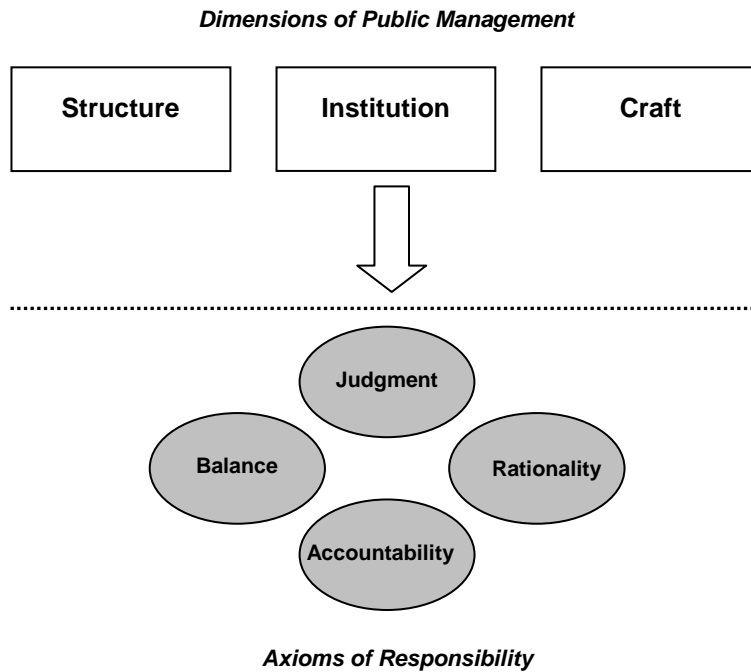 Dimensions of Public Management
Structure
Institution
Craft
Judgment
Balance
Rationality
Accountability
Axioms of Responsibility